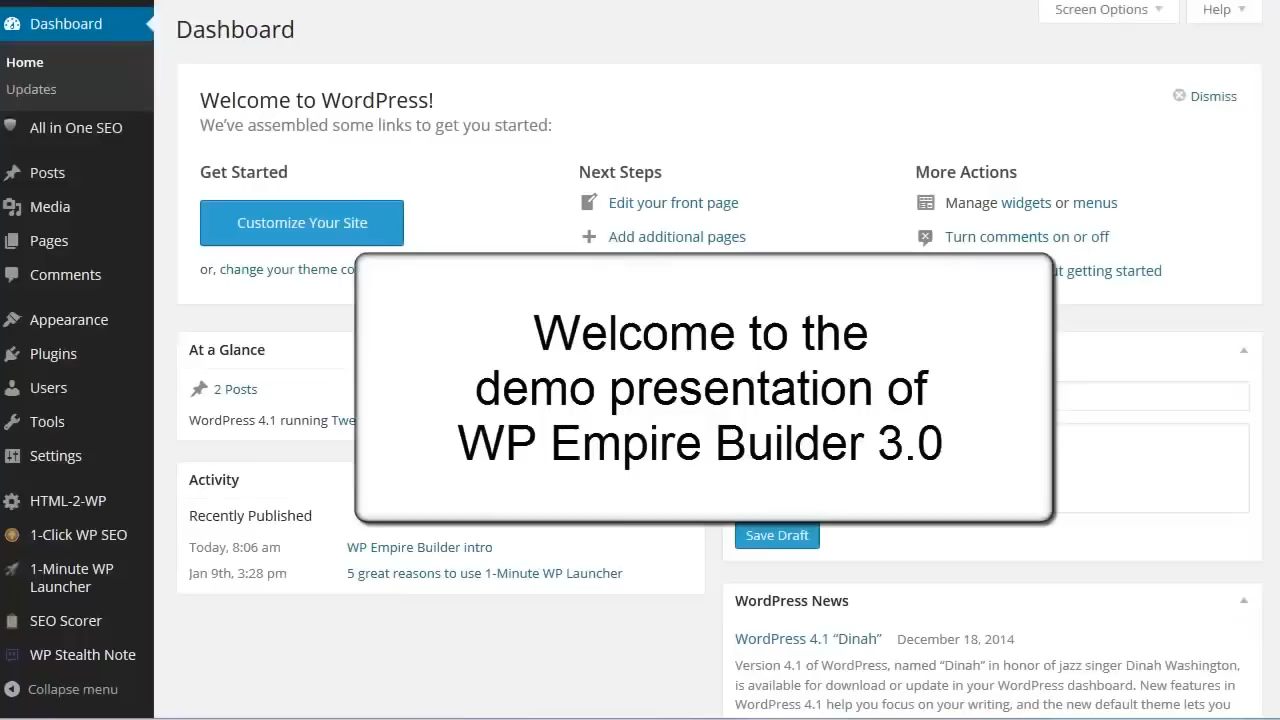 Dashboard
Home
Updates
All in One SEO
Posts
Media
Pages
Comments
Appearance
Plugins
Users
Tools
Settings
HTML-2-WP
1-Click WP SEO
1-Minute WP
Launcher
SEO Scorer
WP Stealth Note
Collapse menu
Screen Options
Help
Dashboard
Welcome to WordPress!
We've assembled some links to get you started:
Dismiss
Get Started
Customize Your Site
or, change your theme co
Next Steps
Edit your front page
Add additional pages
More Actions
Manage widgets or menus
Turn comments on or off
t getting started
Welcome to the
demo presentation of
WP Empire Builder 3.0
At a Glance
2 Posts
WordPress 4.1 running Twe
Activity
Recently Published
Today, 8:06 am WP Empire Builder intro
Jan 9th, 3:28 pm 5 great reasons to use 1-Minute WP Launcher
Save Draft
WordPress News
WordPress 4.1 “Dinah” December 18, 2014
Version 4.1 of WordPress, named “Dinah” in honor of jazz singer Dinah Washington,
is available for download or update in your WordPress dashboard. New features in
WordPress 4.1 help you focus on your writing, and the new default theme lets you